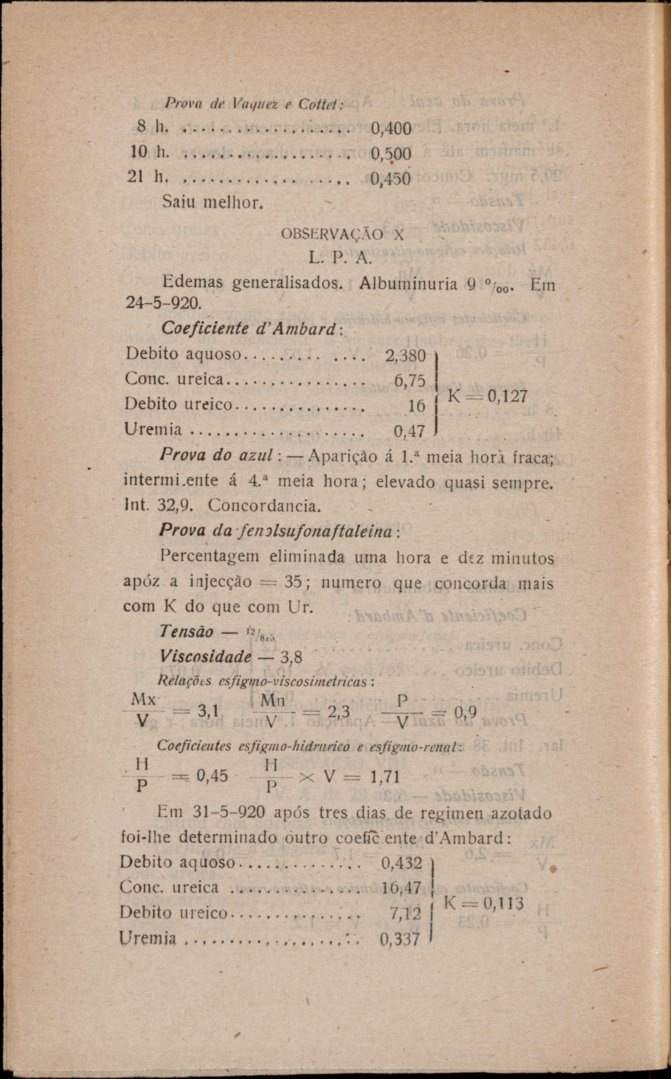 Prova de Vaquez e Cottet:
8 h. .................. 0,400
10 h. .................. 0,500
21 h. .................. 0,450
Saiu melhor.
OBSERVAÇÃO X
L. P. A.
Edemas generalisados. Albuminuria 9 ‰. Em
24-5-920.
Coeficiente d'Ambard:
Debito aquoso............ 2,380
Conc. ureica............... 6,75
K = 0,127
Debito ureico.............. 16
Uremia ................... 0,47
Prova do azul: — Aparição á 1.ª meia hora fraca;
intermi.ente á 4.ª meia hora; elevado quasi sempre.
Int. 32,9. Concordancia.
Prova da fenolsufonaftaleina:
Percentagem eliminada uma hora e dez minutos
apóz a injecção = 35; numero que concorda mais
com K do que com Ur.
Tensão — 12/8,5
Viscosidade — 3,8
Relações esfigmo-viscosimetricas:
Mx/V = 3,1 Mn/V = 2,3 P/V = 0,9
Coeficientes esfigmo-hidrurico e esfigmo-renal:
H/P = 0,45 H/P × V = 1,71
Em 31-5-920 após tres dias de regimen azotado
foi-lhe determinado outro coefic ente d'Ambard:
Debito aquoso.............. 0,432
Conc. ureica .............. 16,47
K = 0,113
Debito ureico.............. 7,12
Uremia ................... 0,337